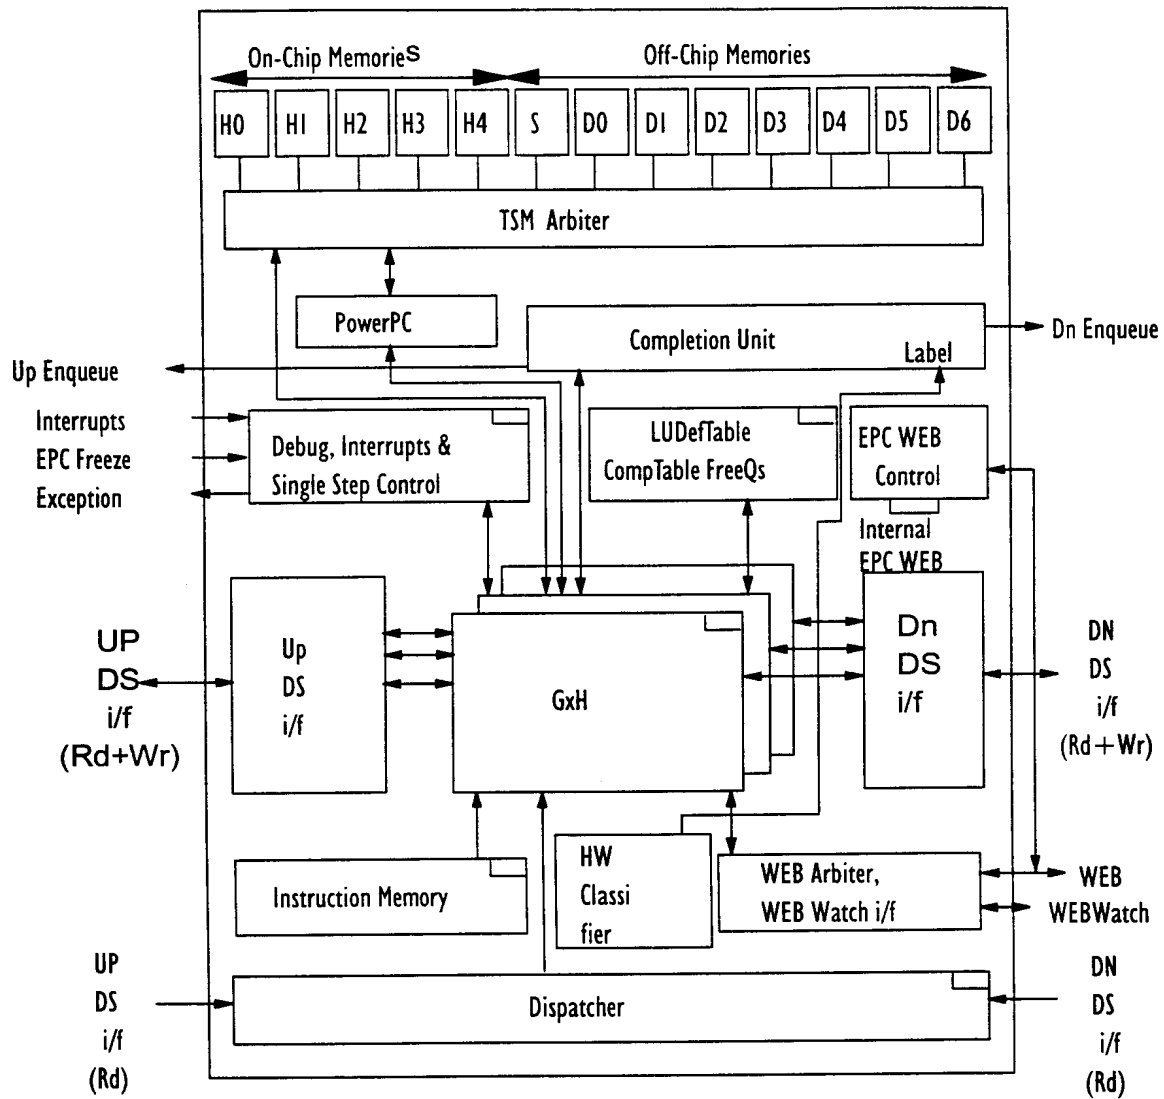 On-Chip Memories
Off-Chip Memories
H0 H1 H2 H3 H4 S D0 D1 D2 D3 D4 D5 D6
TSM Arbiter
PowerPC
Completion Unit
Label
Dn Enqueue
Up Enqueue
Interrupts
EPC Freeze
Exception
Debug, Interrupts &
Single Step Control
LUDefTable
CompTable FreeQs
EPC WEB
Control
Internal
EPC WEB
UP
DS
i/f
(Rd+Wr)
Up
DS
i/f
GxH
Dn
DS
i/f
DN
DS
i/f
(Rd+Wr)
Instruction Memory
HW
Classi
fier
WEB Arbiter,
WEB Watch i/f
WEB
WEBWatch
UP
DS
i/f
(Rd)
Dispatcher
DN
DS
i/f
(Rd)